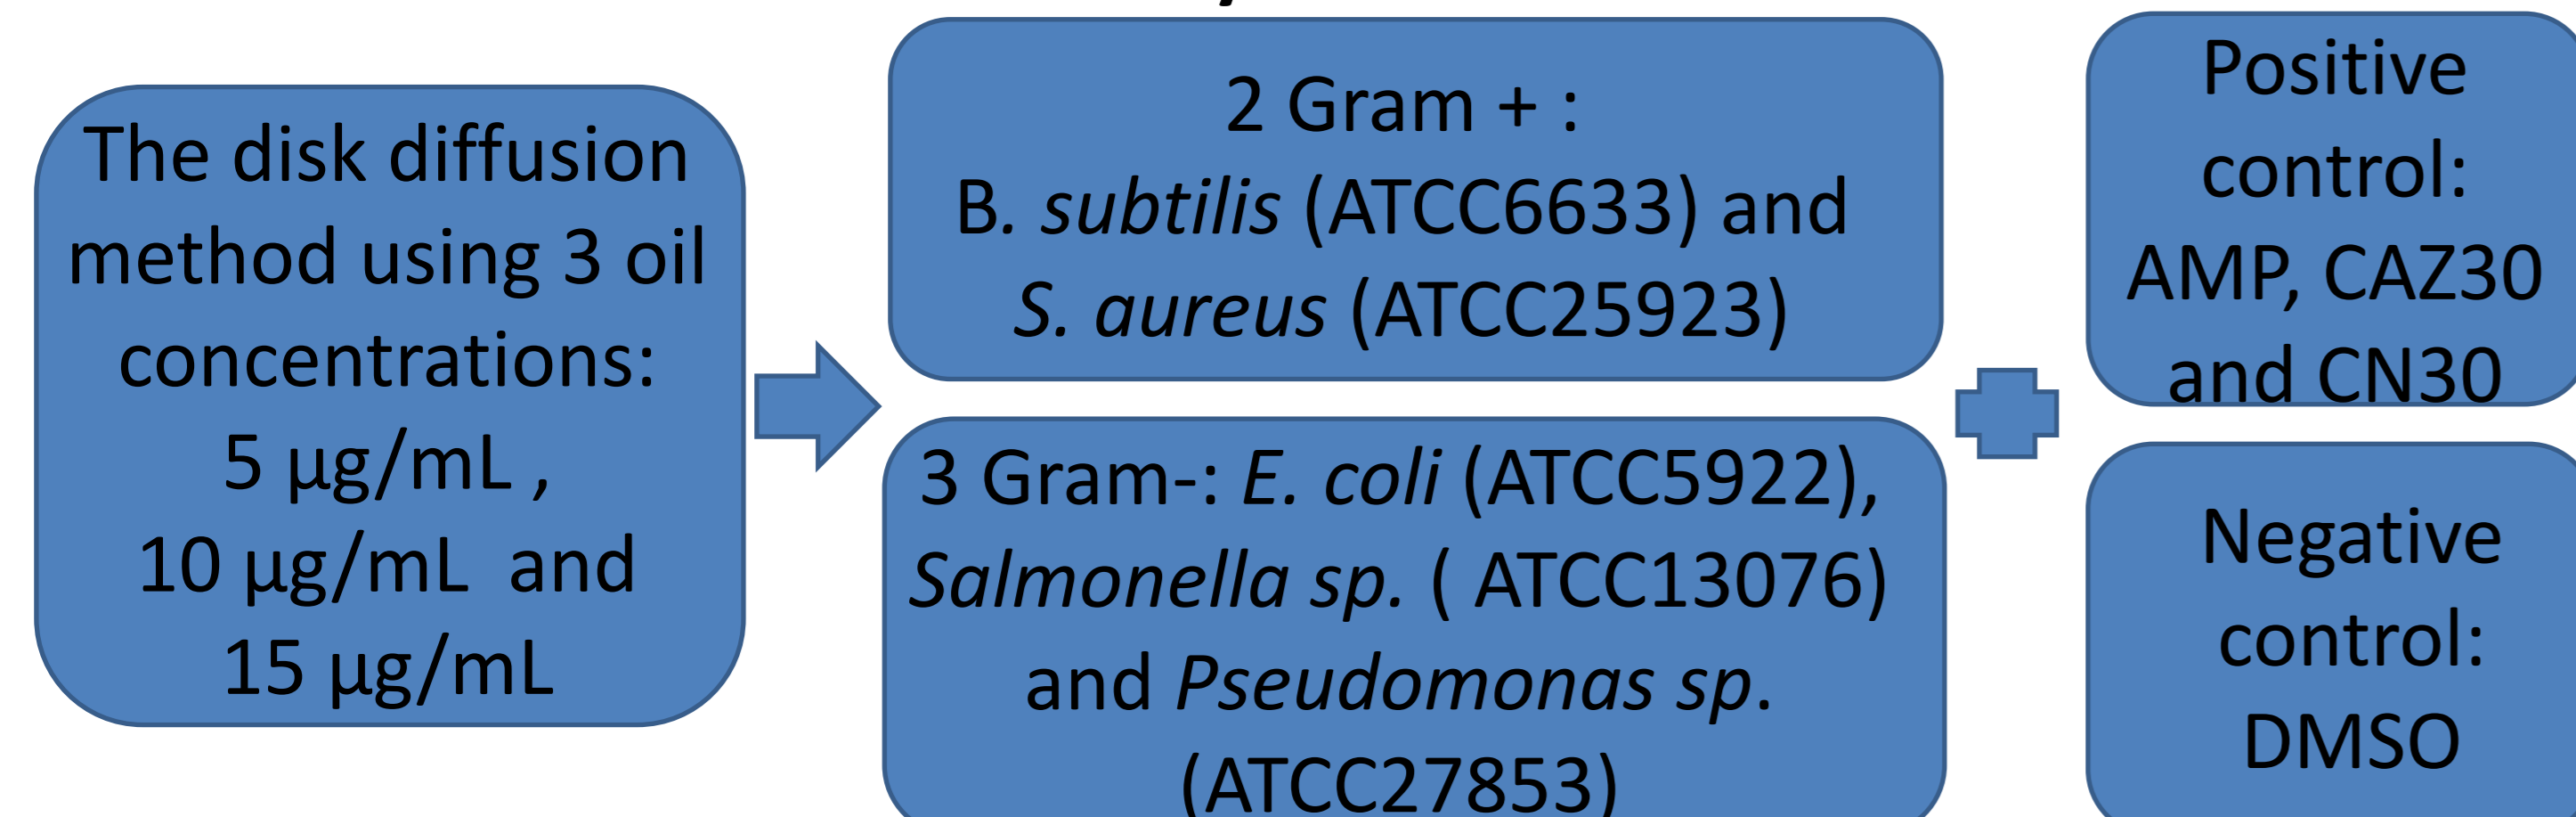 The disk diffusion
method using 3 oil
concentrations:
5 µg/mL ,
10 µg/mL and
15 µg/mL
2 Gram + :
B. subtilis (ATCC6633) and
S. aureus (ATCC25923)
3 Gram-: E. coli (ATCC5922),
Salmonella sp. ( ATCC13076)
and Pseudomonas sp.
(ATCC27853)
Positive
control:
AMP, CAZ30
and CN30
Negative
control:
DMSO